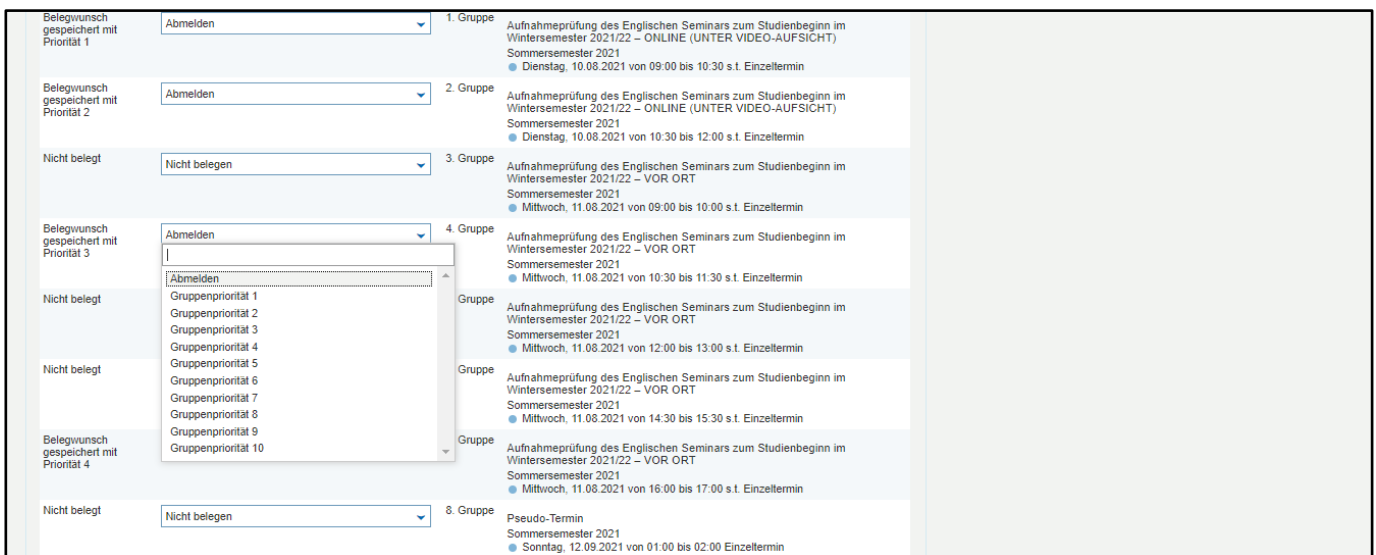 Belegwunsch
gespeichert mit
Priorität 1
Abmelden
1. Gruppe
Aufnahmeprüfung des Englischen Seminars zum Studienbeginn im
Wintersemester 2021/22 – ONLINE (UNTER VIDEO-AUFSICHT)
Sommersemester 2021
Dienstag, 10.08.2021 von 09:00 bis 10:30 s.t. Einzeltermin
Belegwunsch
gespeichert mit
Priorität 2
Abmelden
2. Gruppe
Aufnahmeprüfung des Englischen Seminars zum Studienbeginn im
Wintersemester 2021/22 – ONLINE (UNTER VIDEO-AUFSICHT)
Sommersemester 2021
Dienstag, 10.08.2021 von 10:30 bis 12:00 s.t. Einzeltermin
Nicht belegt
Nicht belegen
3. Gruppe
Aufnahmeprüfung des Englischen Seminars zum Studienbeginn im
Wintersemester 2021/22 – VOR ORT
Sommersemester 2021
Mittwoch, 11.08.2021 von 09:00 bis 10:00 s.t. Einzeltermin
Belegwunsch
gespeichert mit
Priorität 3
Abmelden
4. Gruppe
Aufnahmeprüfung des Englischen Seminars zum Studienbeginn im
Wintersemester 2021/22 – VOR ORT
Sommersemester 2021
Mittwoch, 11.08.2021 von 10:30 bis 11:30 s.t. Einzeltermin
Abmelden
Gruppenpriorität 1
Gruppenpriorität 2
Gruppenpriorität 3
Gruppenpriorität 4
Gruppenpriorität 5
Gruppenpriorität 6
Gruppenpriorität 7
Gruppenpriorität 8
Gruppenpriorität 9
Gruppenpriorität 10
Nicht belegt
Gruppe
Aufnahmeprüfung des Englischen Seminars zum Studienbeginn im
Wintersemester 2021/22 – VOR ORT
Sommersemester 2021
Mittwoch, 11.08.2021 von 12:00 bis 13:00 s.t. Einzeltermin
Nicht belegt
Gruppe
Aufnahmeprüfung des Englischen Seminars zum Studienbeginn im
Wintersemester 2021/22 – VOR ORT
Sommersemester 2021
Mittwoch, 11.08.2021 von 14:30 bis 15:30 s.t. Einzeltermin
Belegwunsch
gespeichert mit
Priorität 4
Gruppe
Aufnahmeprüfung des Englischen Seminars zum Studienbeginn im
Wintersemester 2021/22 – VOR ORT
Sommersemester 2021
Mittwoch, 11.08.2021 von 16:00 bis 17:00 s.t. Einzeltermin
Nicht belegt
Nicht belegen
8. Gruppe
Pseudo-Termin
Sommersemester 2021
Sonntag, 12.09.2021 von 01:00 bis 02:00 Einzeltermin